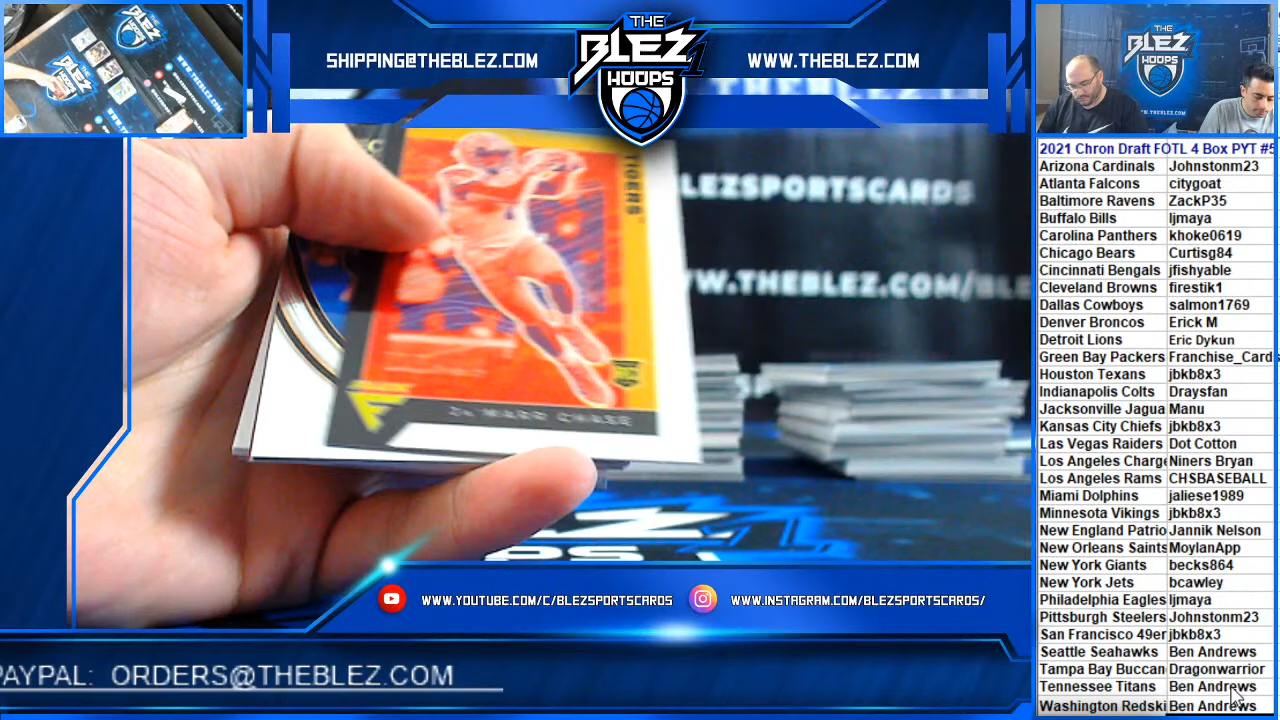 SHIPPING@THEBLEZ.COM
THE
BLEZ
HOOPS
WWW.THEBLEZ.COM
TIGERS
JA'MARR CHASE
BLEZSPORTSCARDS
WWW.THEBLEZ.COM/BLE
2021 Chron Draft FOTL 4 Box PYT #5
Arizona Cardinals Johnstonm23
Atlanta Falcons citygoat
Baltimore Ravens ZackP35
Buffalo Bills ljmaya
Carolina Panthers khoke0619
Chicago Bears Curtisg84
Cincinnati Bengals jfishyable
Cleveland Browns firestik1
Dallas Cowboys salmon1769
Denver Broncos Erick M
Detroit Lions Eric Dykun
Green Bay Packers Franchise_Cards
Houston Texans jbkb8x3
Indianapolis Colts Draysfan
Jacksonville Jagua Manu
Kansas City Chiefs jbkb8x3
Las Vegas Raiders Dot Cotton
Los Angeles Charge Niners Bryan
Los Angeles Rams CHSBASEBALL
Miami Dolphins jaliese1989
Minnesota Vikings jbkb8x3
New England Patrio Jannik Nelson
New Orleans Saints MoylanApp
New York Giants becks864
New York Jets bcawley
Philadelphia Eagles ljmaya
Pittsburgh Steelers Johnstonm23
San Francisco 49er jbkb8x3
Seattle Seahawks Ben Andrews
Tampa Bay Buccan Dragonwarrior
Tennessee Titans Ben Andrews
Washington Redski Ben Andrews
WWW.YOUTUBE.COM/C/BLEZSPORTSCARDS
WWW.INSTAGRAM.COM/BLEZSPORTSCARDS/
PAYPAL: ORDERS@THEBLEZ.COM